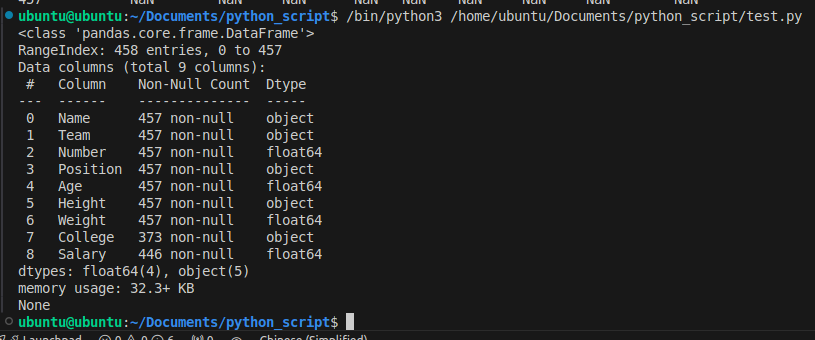 457 NaN NaN NaN NaN NaN NaN NaN NaN NaN
ubuntu@ubuntu:~/Documents/python_script$ /bin/python3 /home/ubuntu/Documents/python_script/test.py
<class 'pandas.core.frame.DataFrame'>
RangeIndex: 458 entries, 0 to 457
Data columns (total 9 columns):
 #   Column    Non-Null Count  Dtype
---  ------    --------------  -----
 0   Name      457 non-null    object
 1   Team      457 non-null    object
 2   Number    457 non-null    float64
 3   Position  457 non-null    object
 4   Age       457 non-null    float64
 5   Height    457 non-null    object
 6   Weight    457 non-null    float64
 7   College   373 non-null    object
 8   Salary    446 non-null    float64
dtypes: float64(4), object(5)
memory usage: 32.3+ KB
None
ubuntu@ubuntu:~/Documents/python_script$
Launchpad 0 0 6 0 Chinese (Simplified)